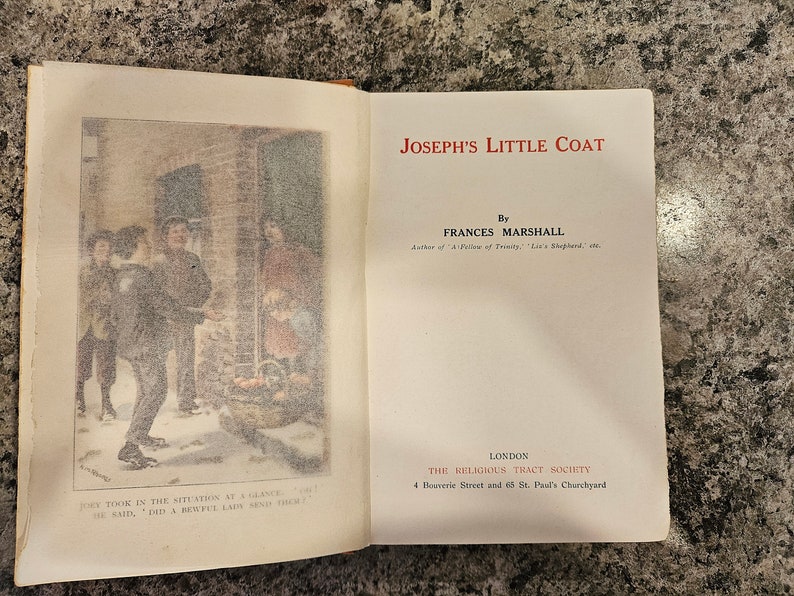 JOEY TOOK IN THE SITUATION AT A GLANCE. 'OH!'
HE SAID, 'DID A BEWFUL LADY SEND THEM?'
JOSEPH'S LITTLE COAT
By
FRANCES MARSHALL
Author of 'A Fellow of Trinity,' 'Liz's Shepherd,' etc.
LONDON
THE RELIGIOUS TRACT SOCIETY
4 Bouverie Street and 65 St. Paul's Churchyard